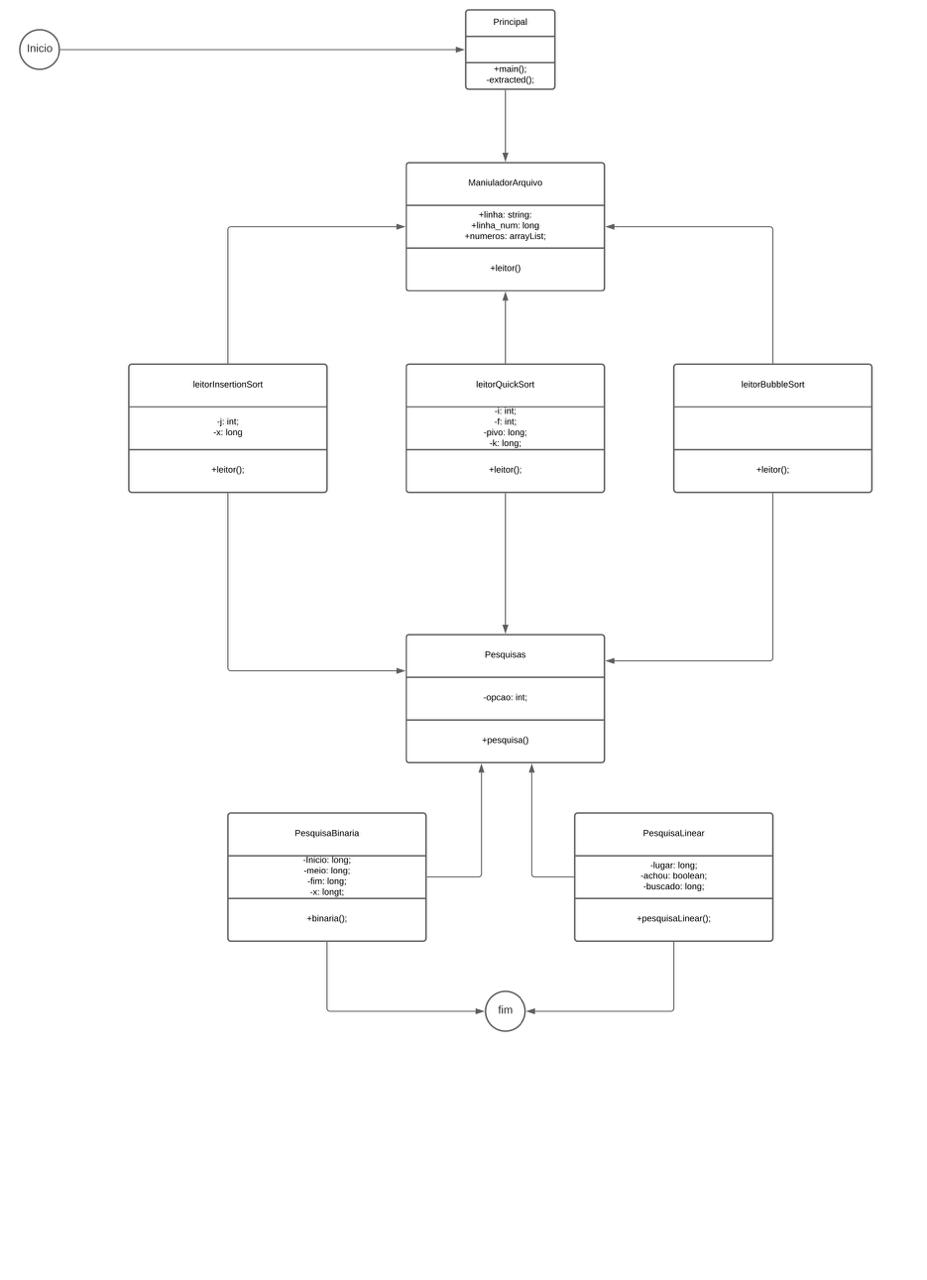 Principal
Inicio
+main();
-extracted();
ManiuladorArquivo
+linha: string:
+linha_num: long
+numeros: arrayList;
+leitor()
leitorInsertionSort
-j: int;
-x: long
+leitor();
leitorQuickSort
-i: int;
-f: int;
-pivo: long;
-k: long;
+leitor();
leitorBubbleSort
+leitor();
Pesquisas
-opcao: int;
+pesquisa()
PesquisaBinaria
-Inicio: long;
-meio: long;
-fim: long;
-x: longt;
+binaria();
PesquisaLinear
-lugar: long;
-achou: boolean;
-buscado: long;
+pesquisaLinear();
fim